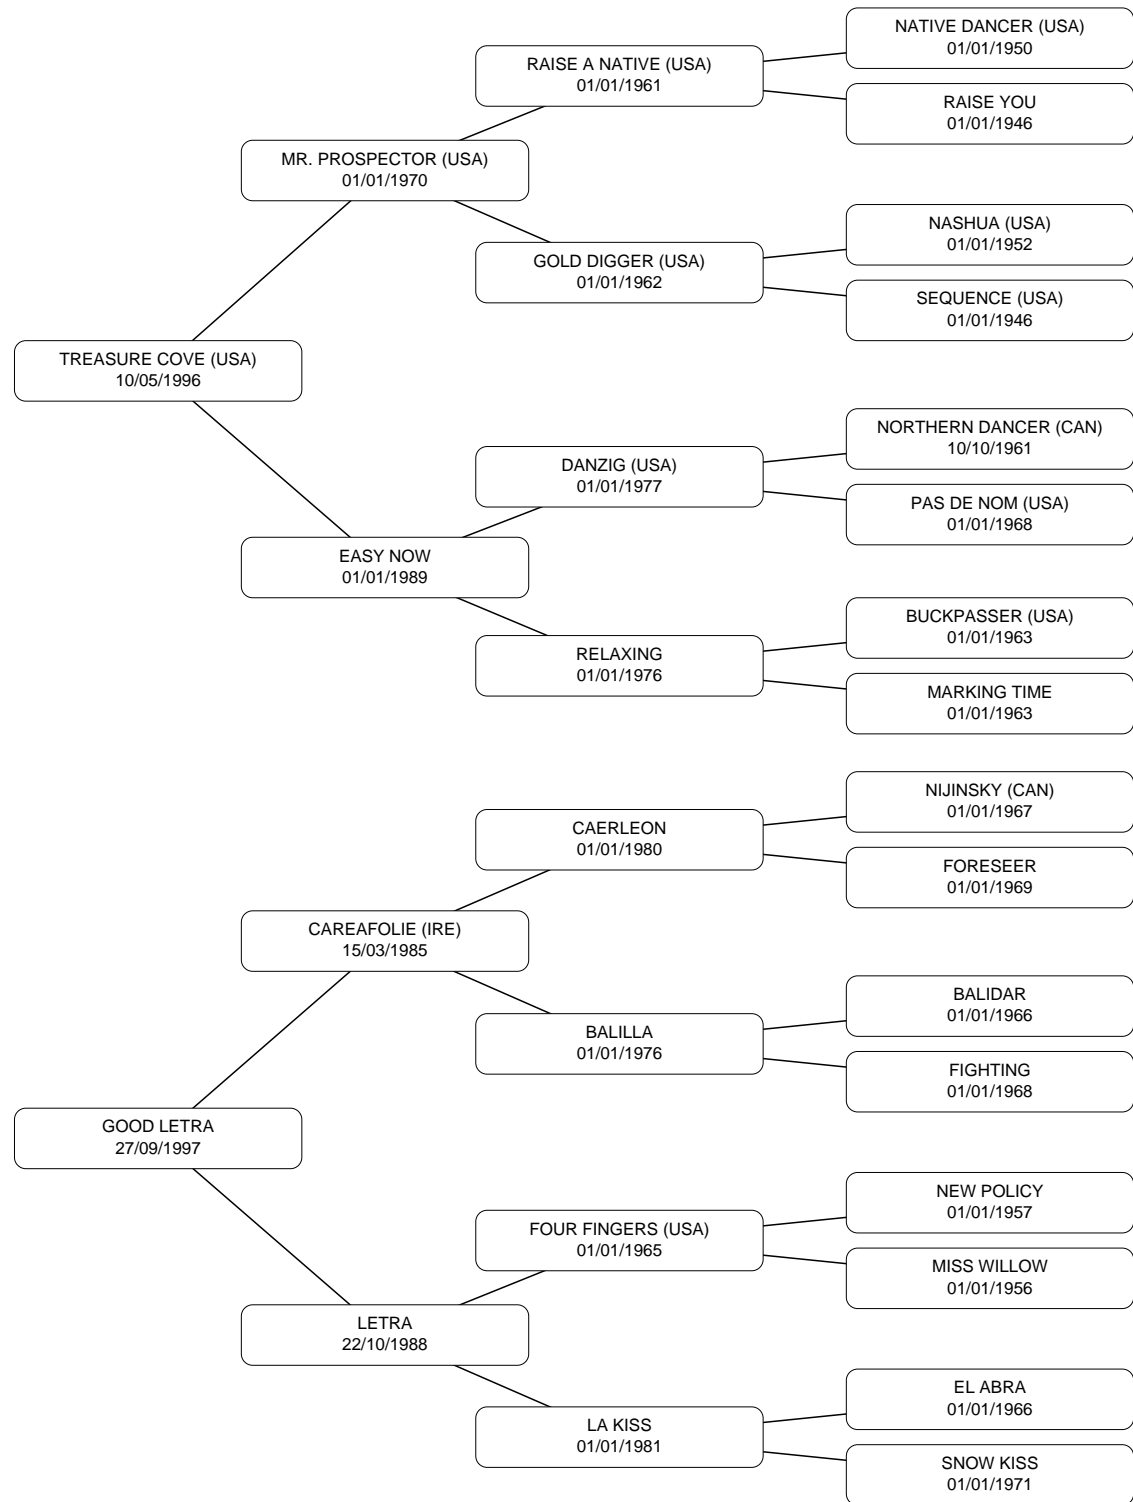 NATIVE DANCER (USA)
01/01/1950
RAISE A NATIVE (USA)
01/01/1961
RAISE YOU
01/01/1946
MR. PROSPECTOR (USA)
01/01/1970
NASHUA (USA)
01/01/1952
GOLD DIGGER (USA)
01/01/1962
SEQUENCE (USA)
01/01/1946
TREASURE COVE (USA)
10/05/1996
NORTHERN DANCER (CAN)
10/10/1961
DANZIG (USA)
01/01/1977
PAS DE NOM (USA)
01/01/1968
EASY NOW
01/01/1989
BUCKPASSER (USA)
01/01/1963
RELAXING
01/01/1976
MARKING TIME
01/01/1963
NIJINSKY (CAN)
01/01/1967
CAERLEON
01/01/1980
FORESEER
01/01/1969
CAREAFOLIE (IRE)
15/03/1985
BALIDAR
01/01/1966
BALILLA
01/01/1976
FIGHTING
01/01/1968
GOOD LETRA
27/09/1997
NEW POLICY
01/01/1957
FOUR FINGERS (USA)
01/01/1965
MISS WILLOW
01/01/1956
LETRA
22/10/1988
EL ABRA
01/01/1966
LA KISS
01/01/1981
SNOW KISS
01/01/1971